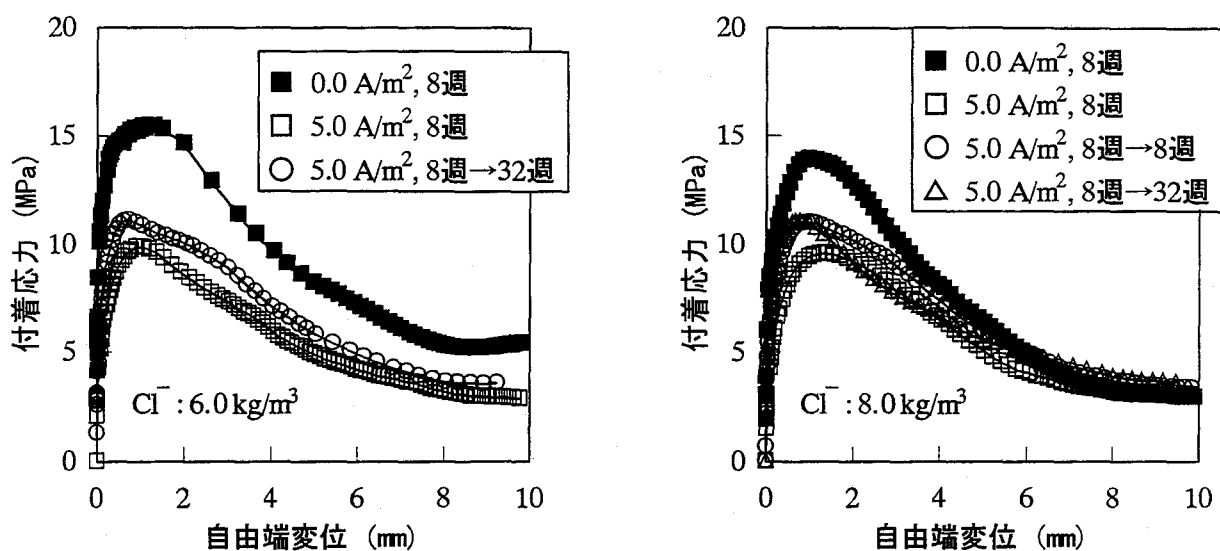 20
15
10
5
0
付着応力 (MPa)
■ 0.0 A/m², 8週
□ 5.0 A/m², 8週
○ 5.0 A/m², 8週→32週
Cl⁻ : 6.0 kg/m³
0 2 4 6 8 10
自由端変位 (mm)
20
15
10
5
0
付着応力 (MPa)
■ 0.0 A/m², 8週
□ 5.0 A/m², 8週
○ 5.0 A/m², 8週→8週
△ 5.0 A/m², 8週→32週
Cl⁻ : 8.0 kg/m³
0 2 4 6 8 10
自由端変位 (mm)